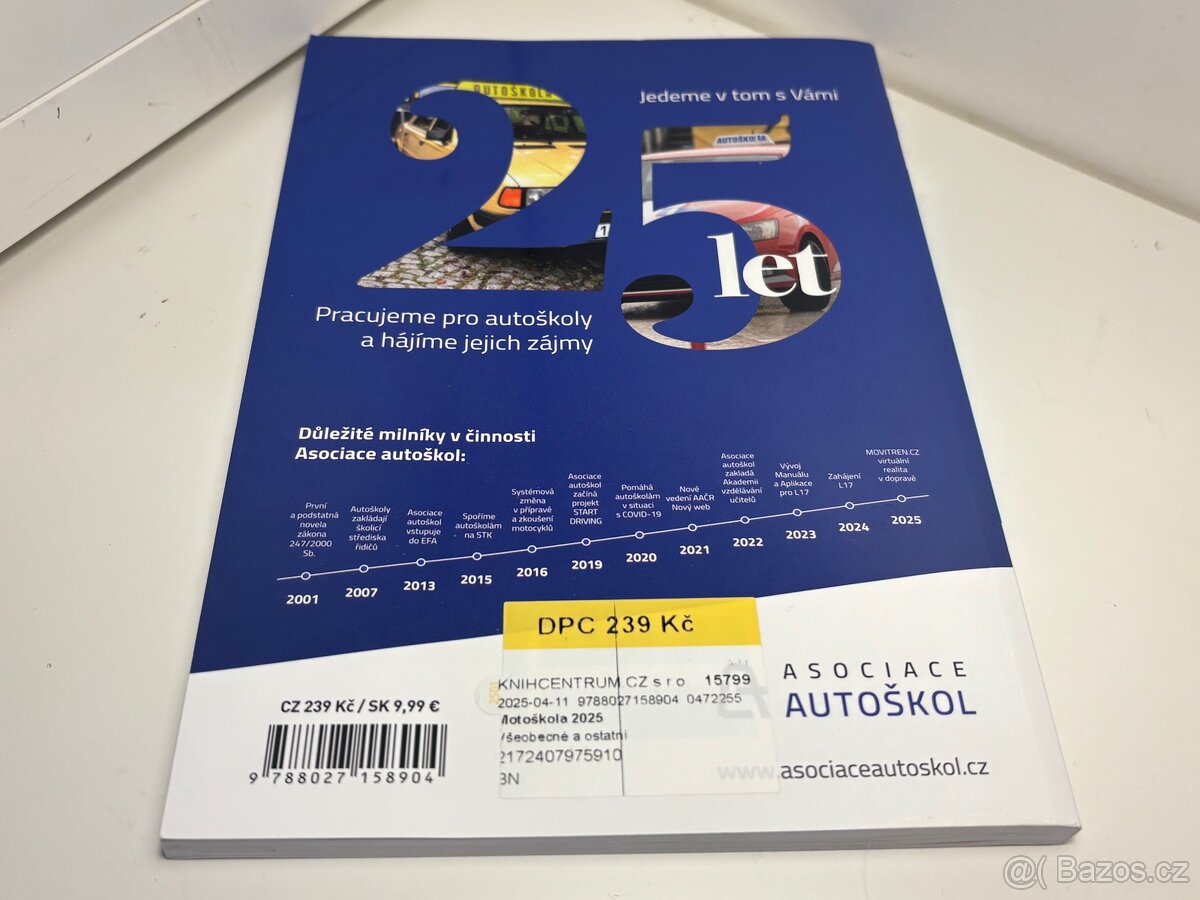 AUTOŠKOLA
Jedeme v tom s Vámi
AUTOŠKOLA
25
1
let
Pracujeme pro autoškoly
a hájíme jejich zájmy
Důležité milníky v činnosti
Asociace autoškol:
První
a podstatná
novela
zákona
247/2000
Sb.
2001
Autoškoly
zakládají
školicí
střediska
řidičů
2007
Asociace
autoškol
vstupuje
do EFA
2013
Spoříme
autoškolám
na STK
2015
Systémová
změna
v přípravě
a zkoušení
motocyklů
2016
Asociace
autoškol
začíná
projekt
START
DRIVING
2019
Pomáhá
autoškolám
v situaci
s COVID-19
2020
Nové
vedení AAČR
Nový web
2021
Asociace
autoškol
zakládá
Akademii
vzdělávání
učitelů
2022
Vývoj
Manuálu
a Aplikace
pro L17
2023
Zahájení
L17
2024
MOVITREN.CZ
virtuální
realita
v dopravě
2025
DPC 239 Kč
KNIHCENTRUM.CZ s r o 15799
2025-04-11 9788027158904 0472255
Motoškola 2025
Všeobecné a ostatní
2172407975910
BN
2501
CZ 239 Kč / SK 9,99 €
9 788027 158904
ASOCIACE
AUTOŠKOL
www.asociaceautoskol.cz
@( Bazos.cz